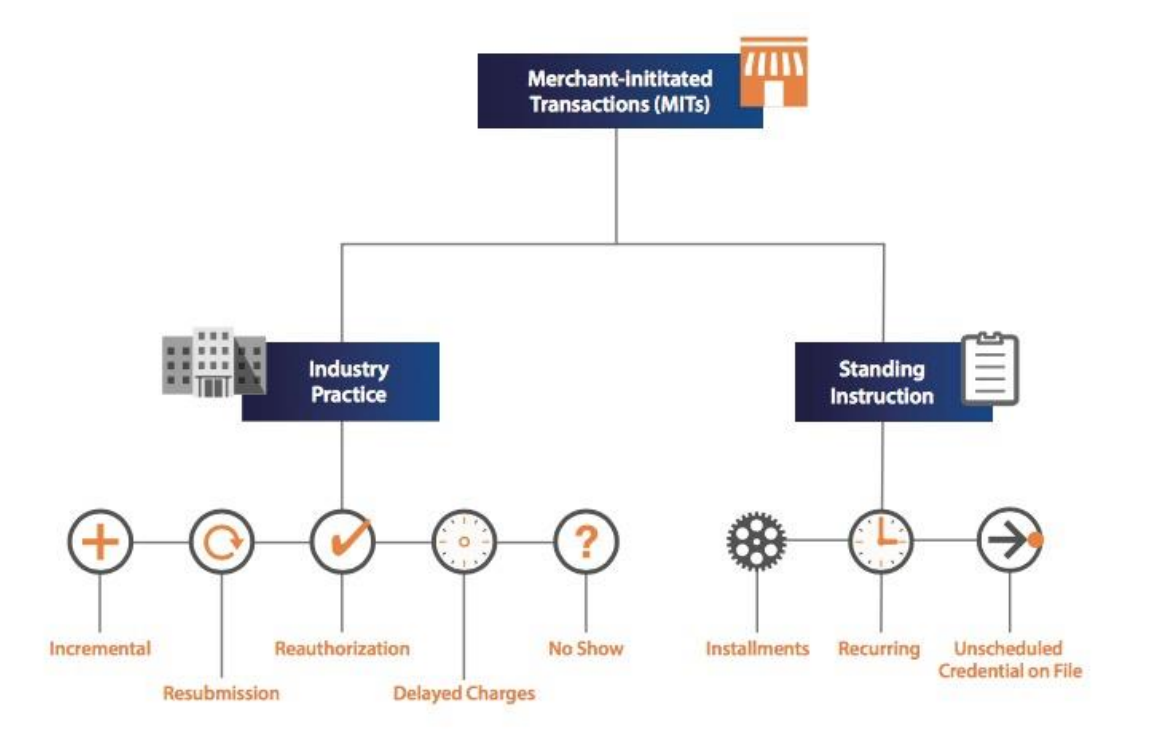 Merchant-inititated
Transactions (MITs)
Industry
Practice
Standing
Instruction
Incremental
Resubmission
Reauthorization
Delayed Charges
No Show
Installments
Recurring
Unscheduled
Credential on File